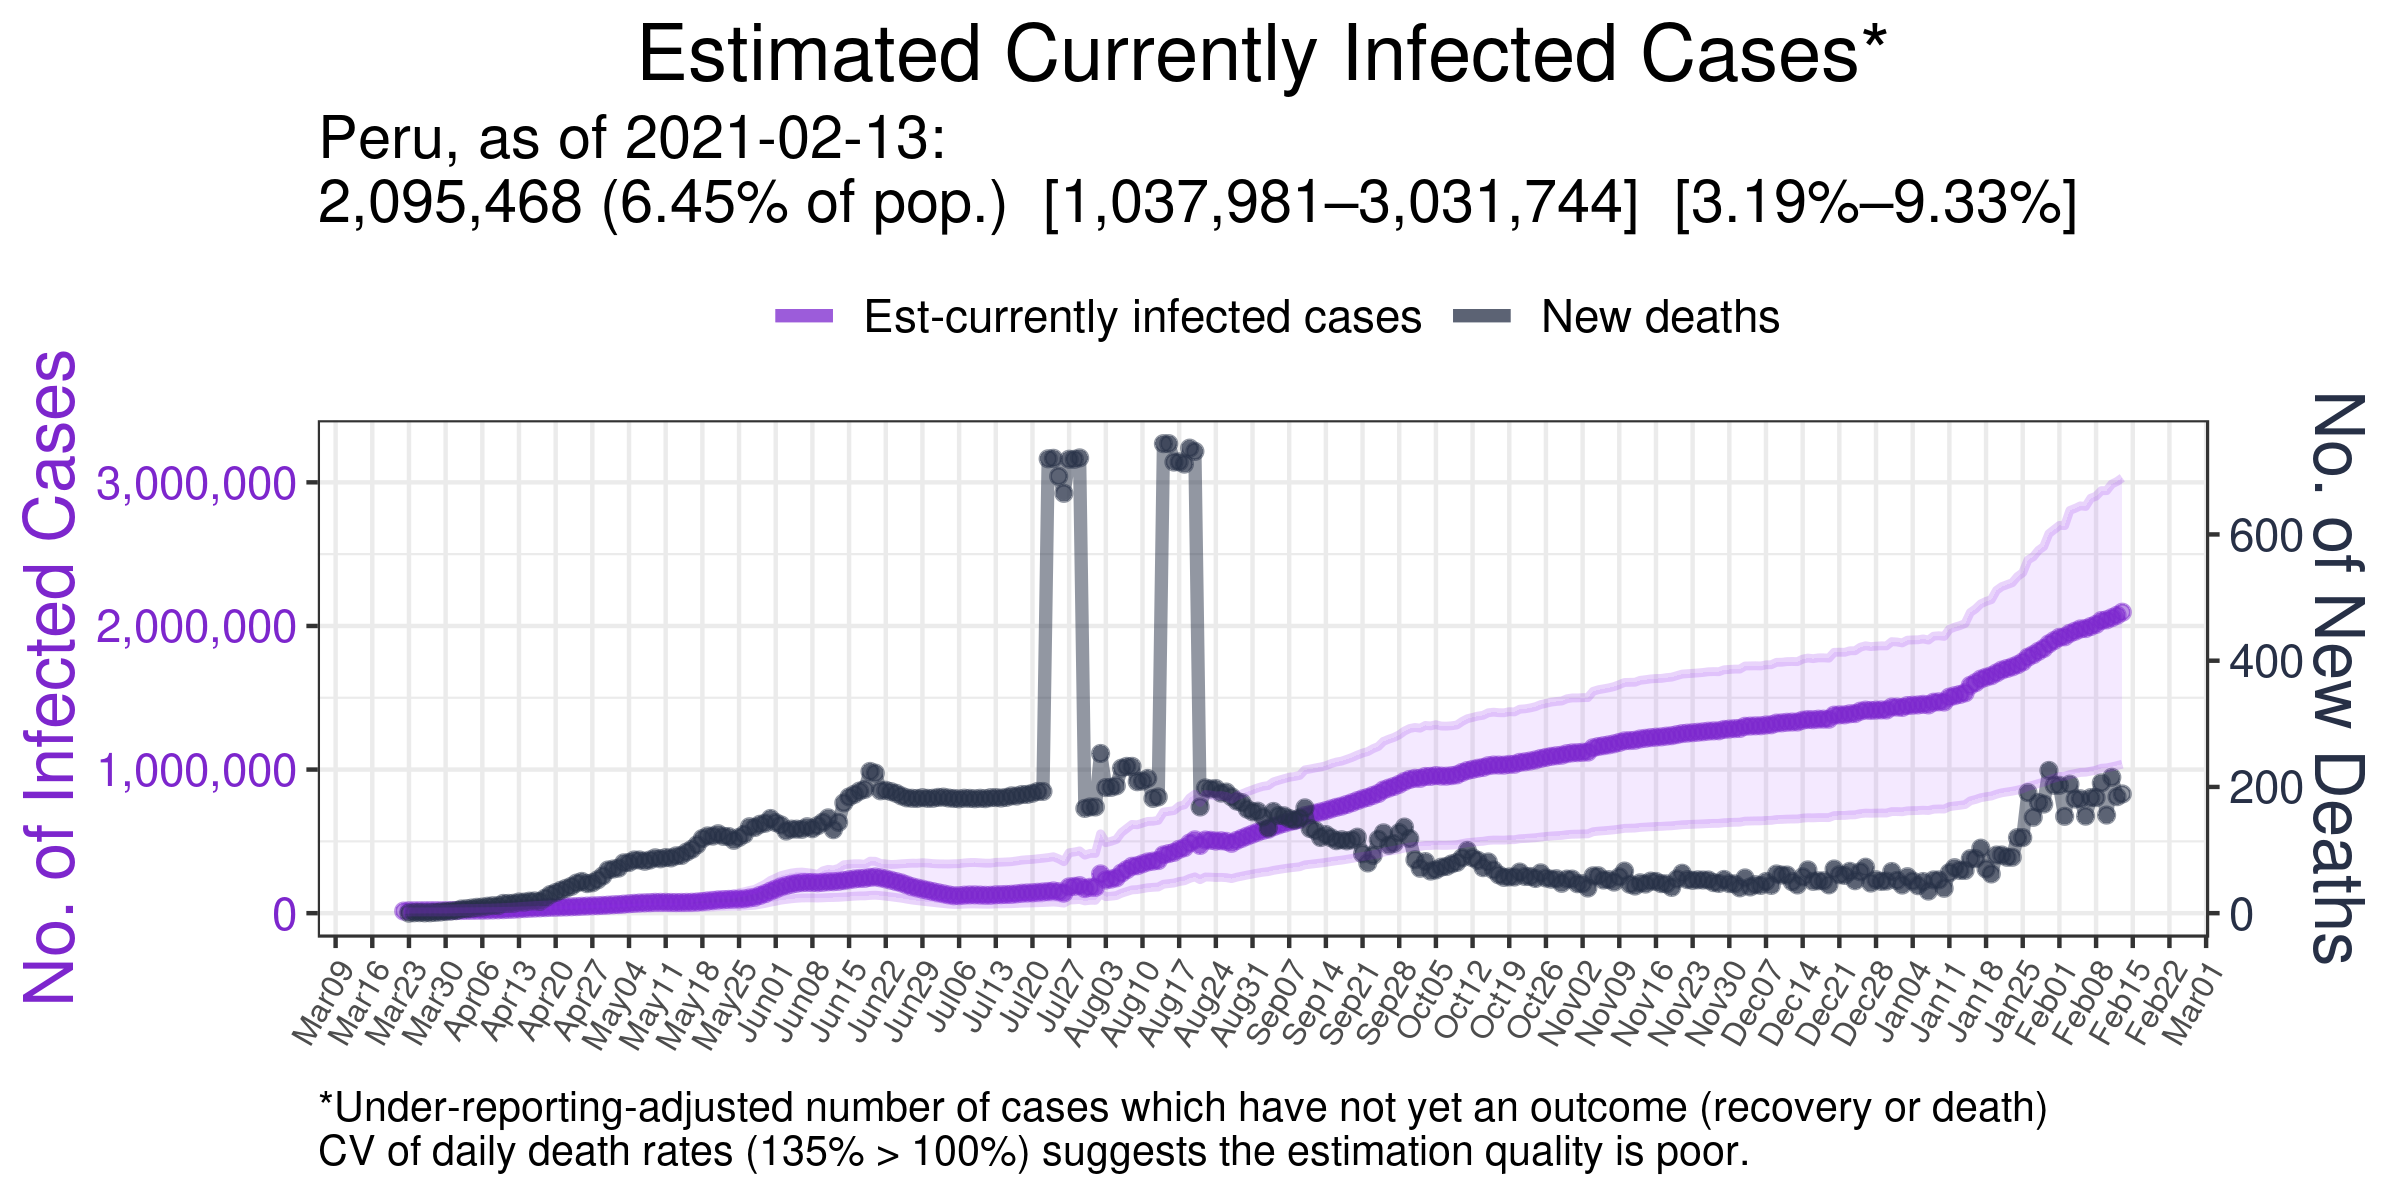 Estimated Currently Infected Cases*
Peru, as of 2021-02-13:
2,095,468 (6.45% of pop.)  [1,037,981–3,031,744]  [3.19%–9.33%]
Est-currently infected cases
New deaths
No. of Infected Cases
3,000,000
2,000,000
1,000,000
0
600
400
200
0
No. of New Deaths
Mar09
Mar16
Mar23
Mar30
Apr06
Apr13
Apr20
Apr27
May04
May11
May18
May25
Jun01
Jun08
Jun15
Jun22
Jun29
Jul06
Jul13
Jul20
Jul27
Aug03
Aug10
Aug17
Aug24
Aug31
Sep07
Sep14
Sep21
Sep28
Oct05
Oct12
Oct19
Oct26
Nov02
Nov09
Nov16
Nov23
Nov30
Dec07
Dec14
Dec21
Dec28
Jan04
Jan11
Jan18
Jan25
Feb01
Feb08
Feb15
Feb22
Mar01
*Under-reporting-adjusted number of cases which have not yet an outcome (recovery or death)
CV of daily death rates (135% > 100%) suggests the estimation quality is poor.